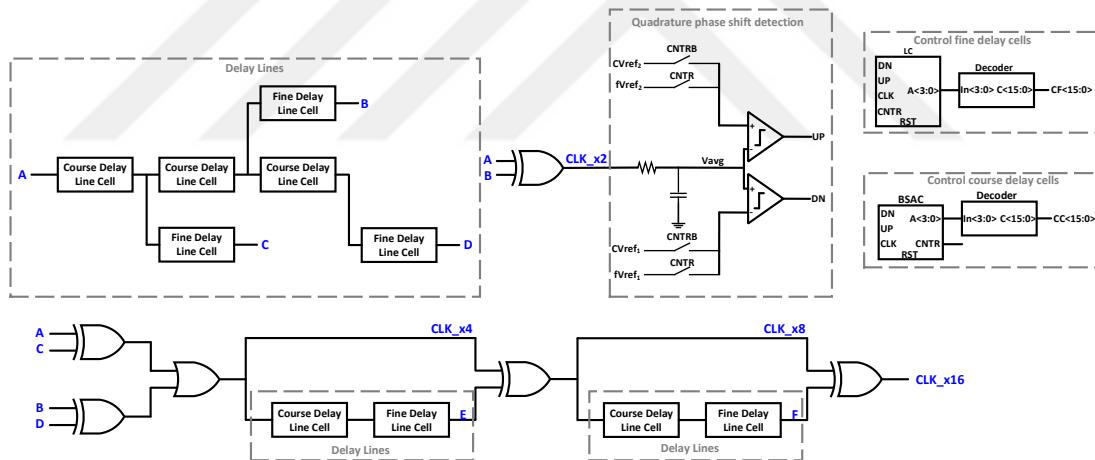 Delay Lines
Fine Delay
Line Cell
B
A
Course Delay
Line Cell
Course Delay
Line Cell
Course Delay
Line Cell
Fine Delay
Line Cell
C
Fine Delay
Line Cell
D
A
B
CLK_x2
Quadrature phase shift detection
CNTRB
CVref2
CNTR
fVref2
+
-
UP
Vavg
+
-
DN
CNTRB
CVref1
CNTR
fVref1
Control fine delay cells
LC
DN
UP
CLK
CNTR
RST
A<3:0>
Decoder
In<3:0> C<15:0>
CF<15:0>
Control course delay cells
BSAC
DN
UP
CLK
RST
A<3:0>
CNTR
Decoder
In<3:0> C<15:0>
CC<15:0>
A
C
B
D
CLK_x4
Course Delay
Line Cell
Fine Delay
Line Cell
E
Delay Lines
CLK_x8
Course Delay
Line Cell
Fine Delay
Line Cell
F
Delay Lines
CLK_x16